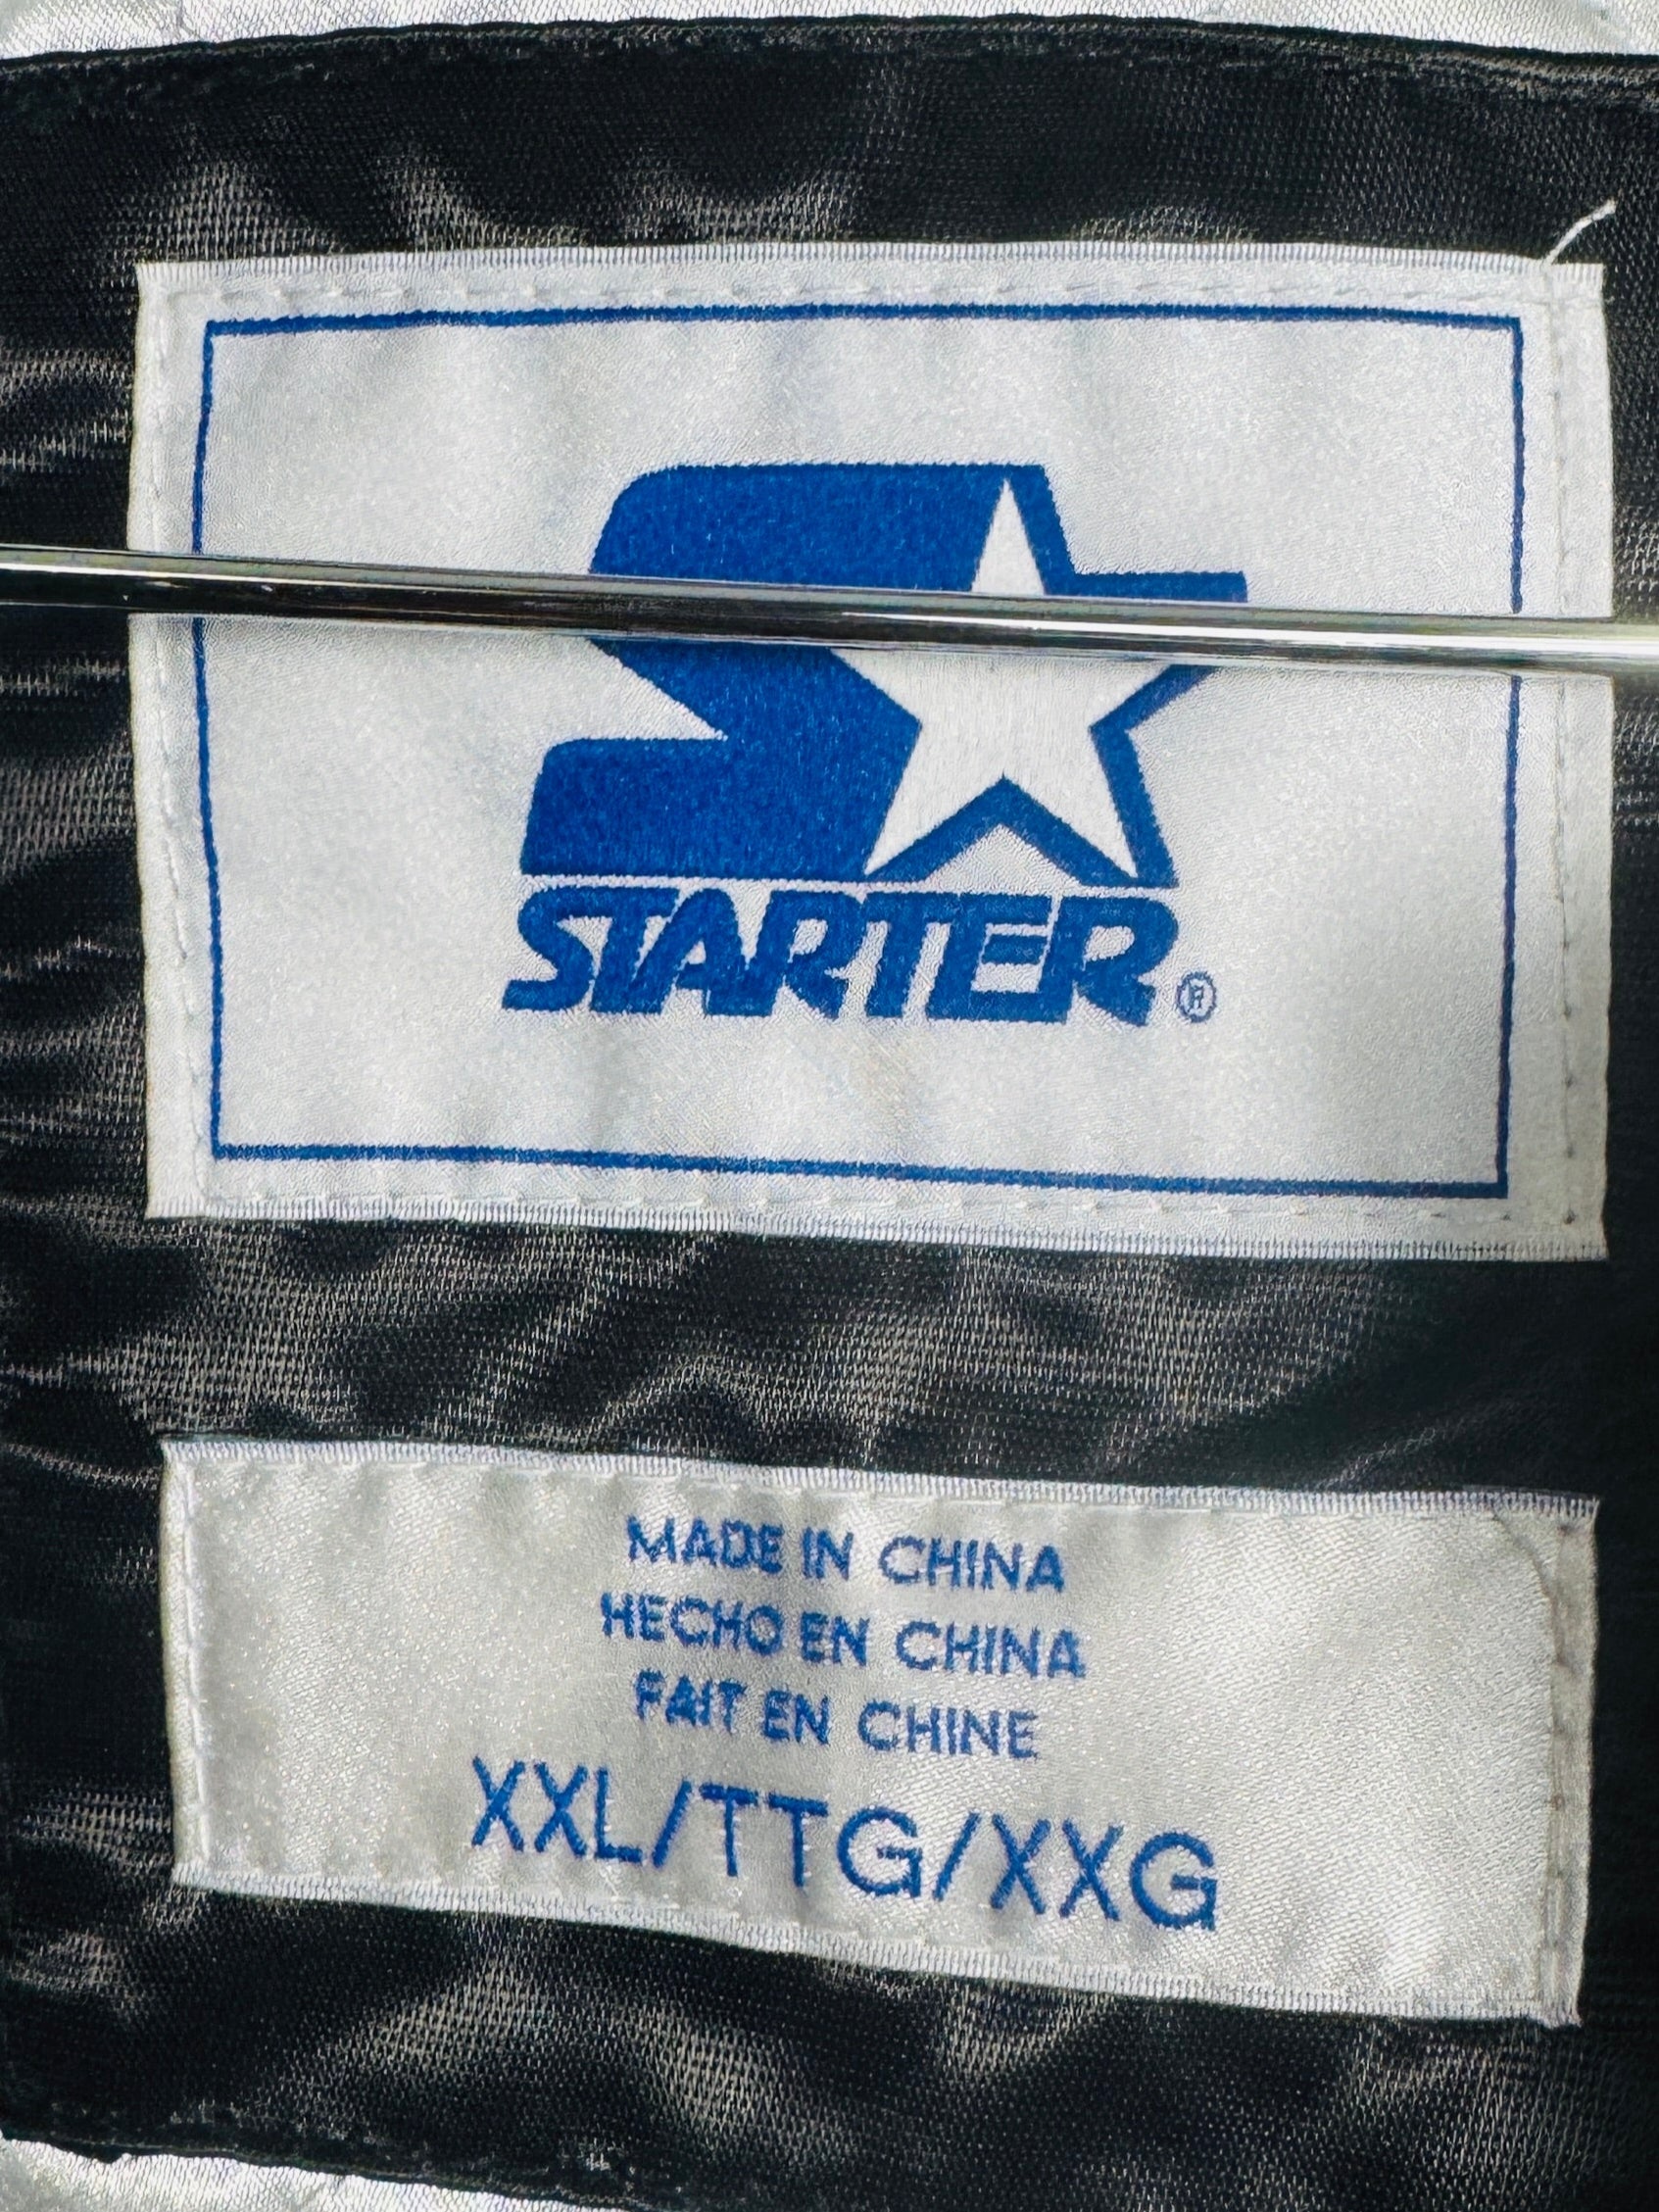 STARTER®
MADE IN CHINA
HECHO EN CHINA
FAIT EN CHINE
XXL/TTG/XXG